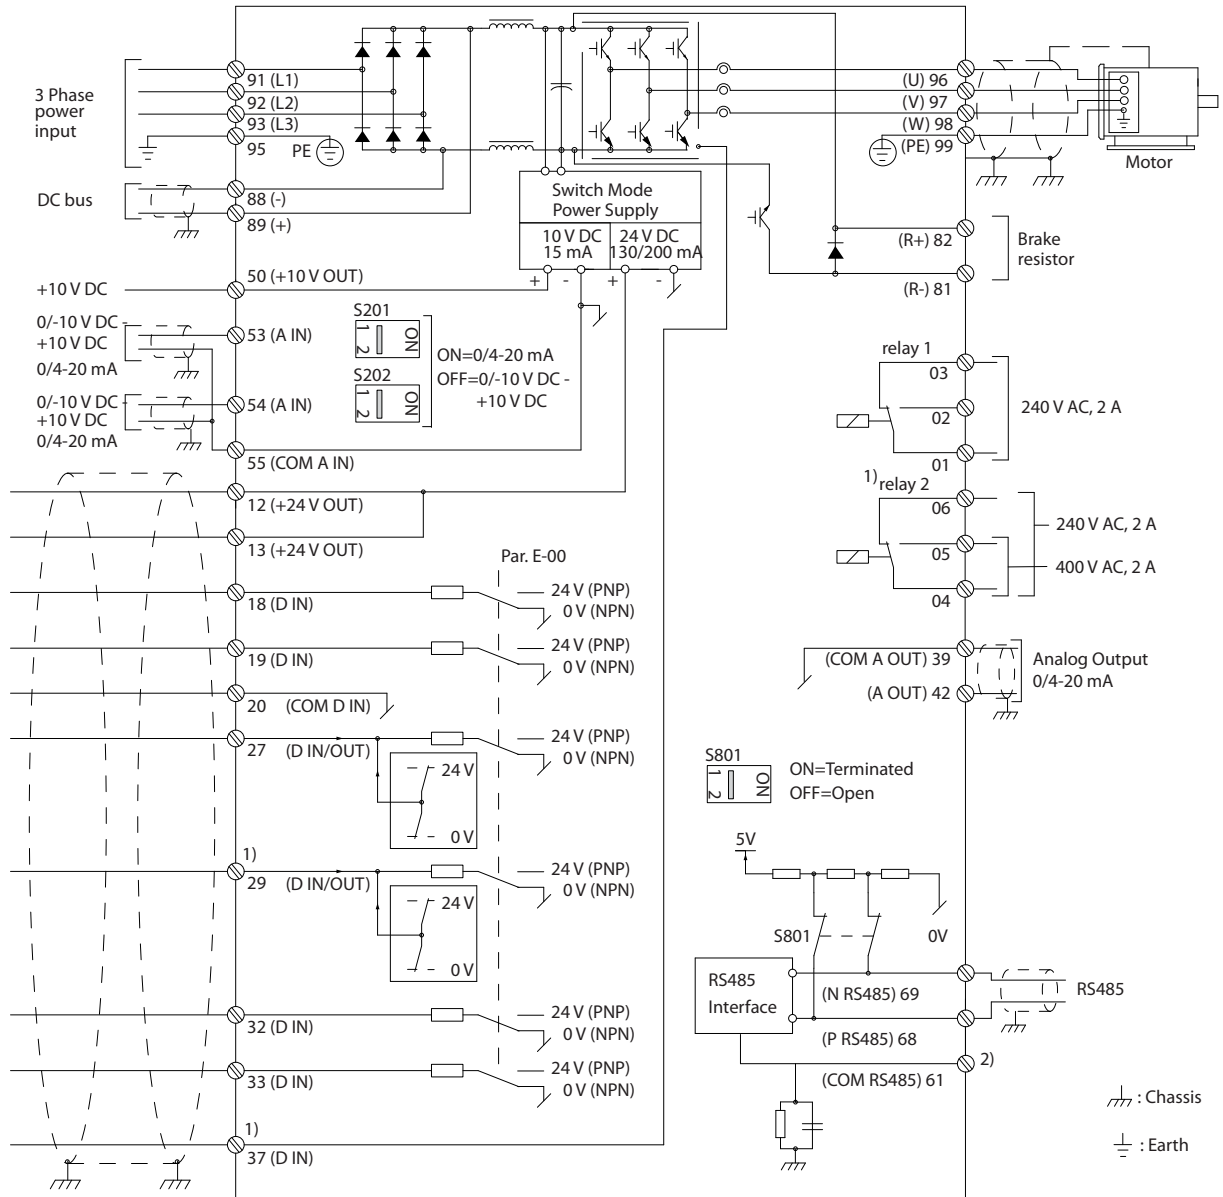 3 Phase
power
input
91 (L1)
92 (L2)
93 (L3)
95
PE
DC bus
88 (-)
89 (+)
+10 V DC
50 (+10 V OUT)
0/-10 V DC -
+10 V DC
0/4-20 mA
53 (A IN)
0/-10 V DC -
+10 V DC
0/4-20 mA
54 (A IN)
55 (COM A IN)
12 (+24 V OUT)
13 (+24 V OUT)
18 (D IN)
19 (D IN)
20 (COM D IN)
27 (D IN/OUT)
24 V
0 V
1)
29 (D IN/OUT)
24 V
0 V
32 (D IN)
33 (D IN)
1)
37 (D IN)
Switch Mode
Power Supply
10 V DC
15 mA
24 V DC
130/200 mA
+ - + -
S201
1 2 ON
S202
1 2 ON
ON=0/4-20 mA
OFF=0/-10 V DC -
+10 V DC
Par. E-00
24 V (PNP)
0 V (NPN)
24 V (PNP)
0 V (NPN)
24 V (PNP)
0 V (NPN)
24 V (PNP)
0 V (NPN)
24 V (PNP)
0 V (NPN)
24 V (PNP)
0 V (NPN)
(U) 96
(V) 97
(W) 98
(PE) 99
Motor
(R+) 82
(R-) 81
Brake
resistor
relay 1
03
02
01
240 V AC, 2 A
1)
relay 2
06
05
04
240 V AC, 2 A
400 V AC, 2 A
(COM A OUT) 39
(A OUT) 42
Analog Output
0/4-20 mA
S801
1 2 ON
ON=Terminated
OFF=Open
5V
S801
0V
RS485
Interface
(N RS485) 69
(P RS485) 68
(COM RS485) 61
RS485
2)
: Chassis
: Earth